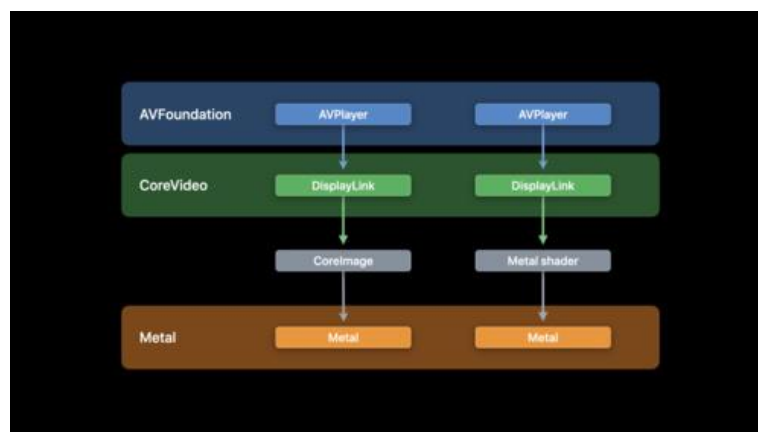 AVFoundation AVPlayer AVPlayer
CoreVideo DisplayLink DisplayLink
CoreImage Metal shader
Metal Metal Metal